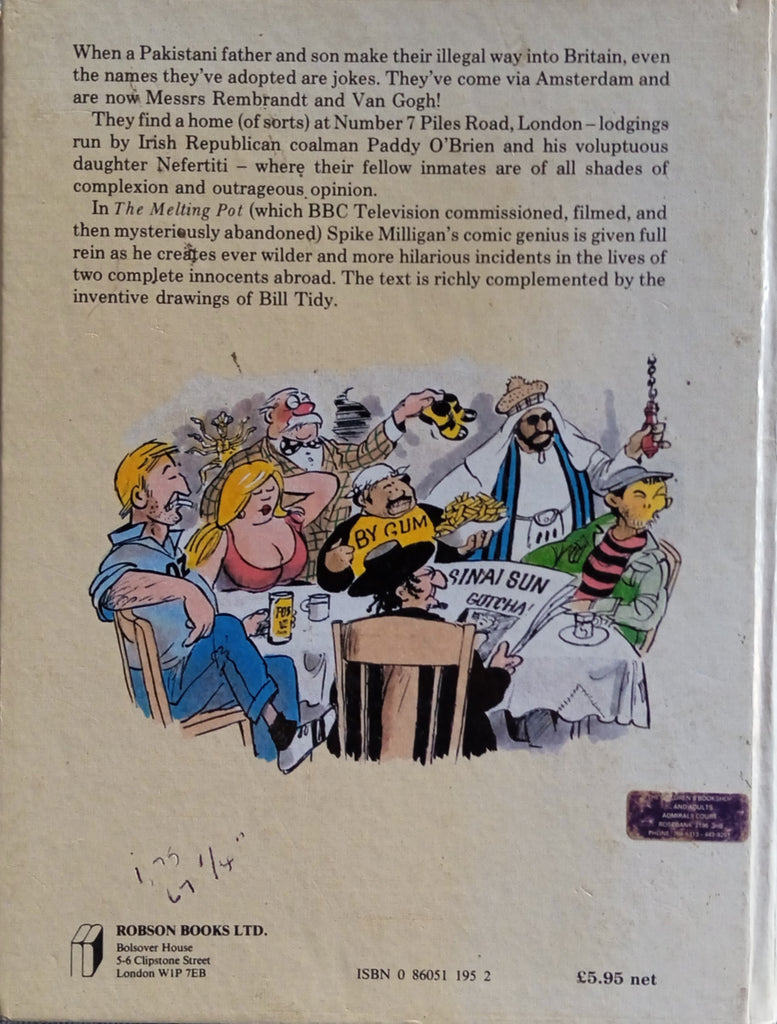 When a Pakistani father and son make their illegal way into Britain, even
the names they've adopted are jokes. They've come via Amsterdam and
are now Messrs Rembrandt and Van Gogh!
They find a home (of sorts) at Number 7 Piles Road, London – lodgings
run by Irish Republican coalman Paddy O'Brien and his voluptuous
daughter Nefertiti – where their fellow inmates are of all shades of
complexion and outrageous opinion.
In The Melting Pot (which BBC Television commissioned, filmed, and
then mysteriously abandoned) Spike Milligan's comic genius is given full
rein as he creates ever wilder and more hilarious incidents in the lives of
two complete innocents abroad. The text is richly complemented by the
inventive drawings of Bill Tidy.
BY GUM
SINAI SUN
GOTCHA!
BOOKSHOP
AND ADULTS
ADMIRALS COURT
ROSEBANK
PHONE
ROBSON BOOKS LTD.
Bolsover House
5-6 Clipstone Street
London W1P 7EB
ISBN 0 86051 195 2
£5.95 net